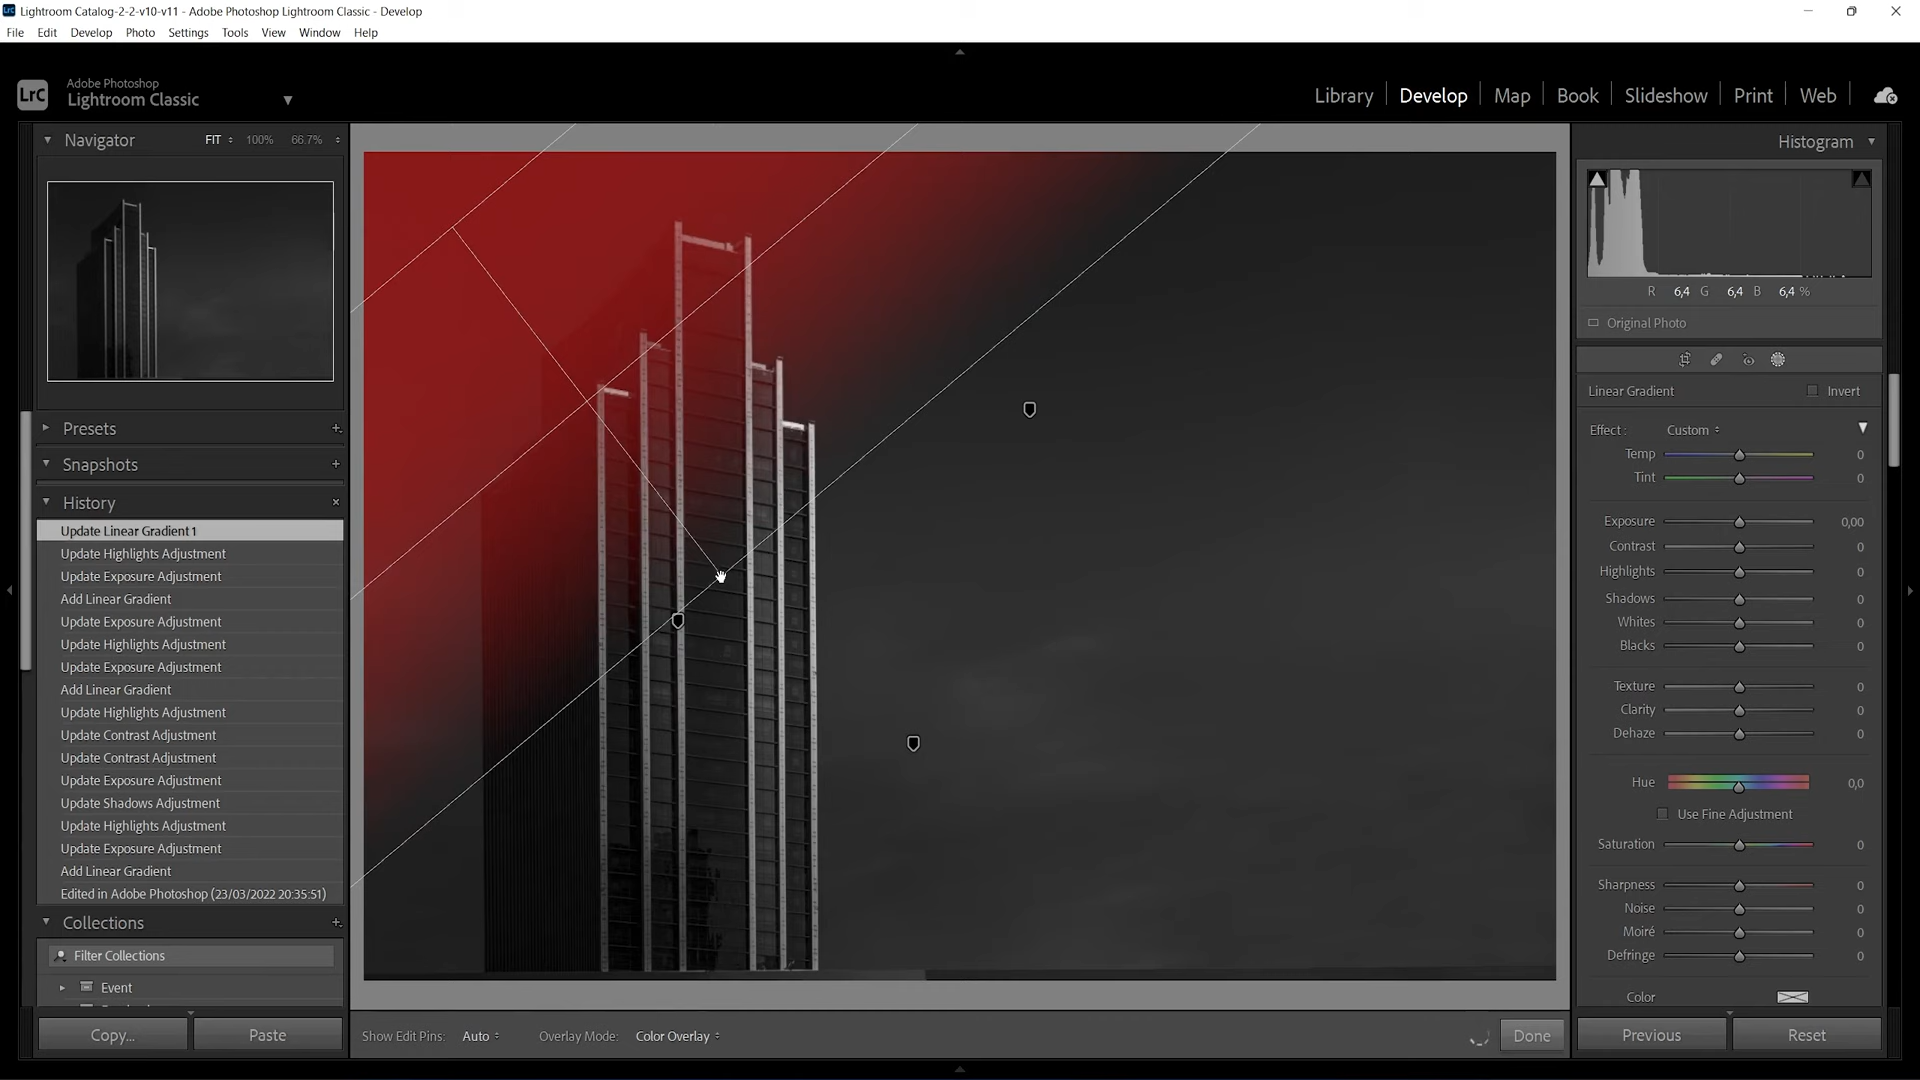 Lightroom Catalog-2-2-v10-v11 - Adobe Photoshop Lightroom Classic - Develop
File Edit Develop Photo Settings Tools View Window Help
LrC
Adobe Photoshop
Lightroom Classic
Library Develop Map Book Slideshow Print Web
Navigator FIT 100% 66.7%
Presets
Snapshots
History
Update Linear Gradient 1
Update Highlights Adjustment
Update Exposure Adjustment
Add Linear Gradient
Update Exposure Adjustment
Update Highlights Adjustment
Update Exposure Adjustment
Add Linear Gradient
Update Highlights Adjustment
Update Contrast Adjustment
Update Contrast Adjustment
Update Exposure Adjustment
Update Shadows Adjustment
Update Highlights Adjustment
Update Exposure Adjustment
Add Linear Gradient
Edited in Adobe Photoshop (23/03/2022 20:35:51)
Collections
Filter Collections
Event
Copy... Paste
Show Edit Pins: Auto Overlay Mode: Color Overlay Done
Histogram
R 6,4 G 6,4 B 6,4 %
Original Photo
Linear Gradient Invert
Effect : Custom
Temp 0
Tint 0
Exposure 0,00
Contrast 0
Highlights 0
Shadows 0
Whites 0
Blacks 0
Texture 0
Clarity 0
Dehaze 0
Hue 0,0
Use Fine Adjustment
Saturation 0
Sharpness 0
Noise 0
Moiré 0
Defringe 0
Color
Previous Reset